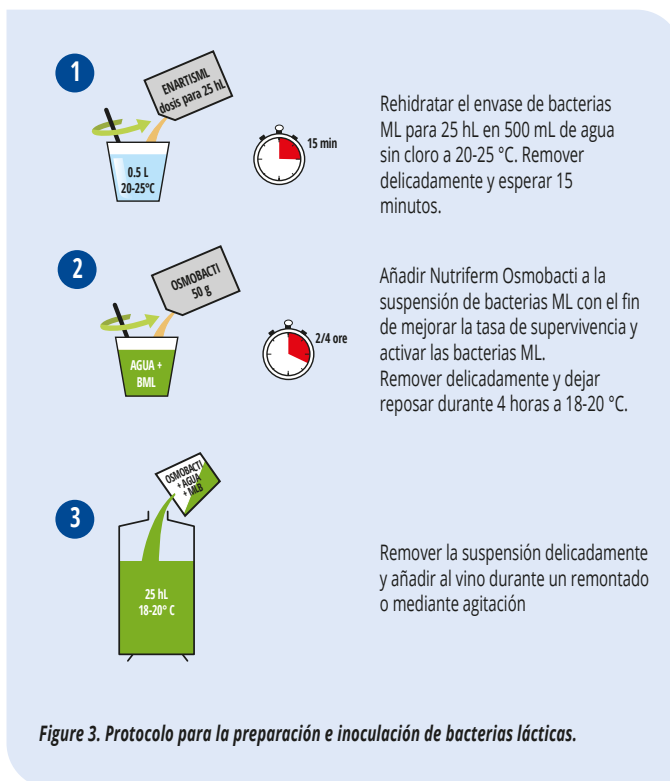 1
ENARTISML
dosis para 25 hL
0.5 L
20-25°C
15 min
Rehidratar el envase de bacterias
ML para 25 hL en 500 mL de agua
sin cloro a 20-25 °C. Remover
delicadamente y esperar 15
minutos.
2
OSMOBACTI
50 g
AGUA +
BML
2/4 ore
Añadir Nutriferm Osmobacti a la
suspensión de bacterias ML con el fin
de mejorar la tasa de supervivencia y
activar las bacterias ML.
Remover delicadamente y dejar
reposar durante 4 horas a 18-20 °C.
3
OSMOBACTI
+ AGUA
+ MLB
25 hL
18-20° C
Remover la suspensión delicadamente
y añadir al vino durante un remontado
o mediante agitación
Figure 3. Protocolo para la preparación e inoculación de bacterias lácticas.